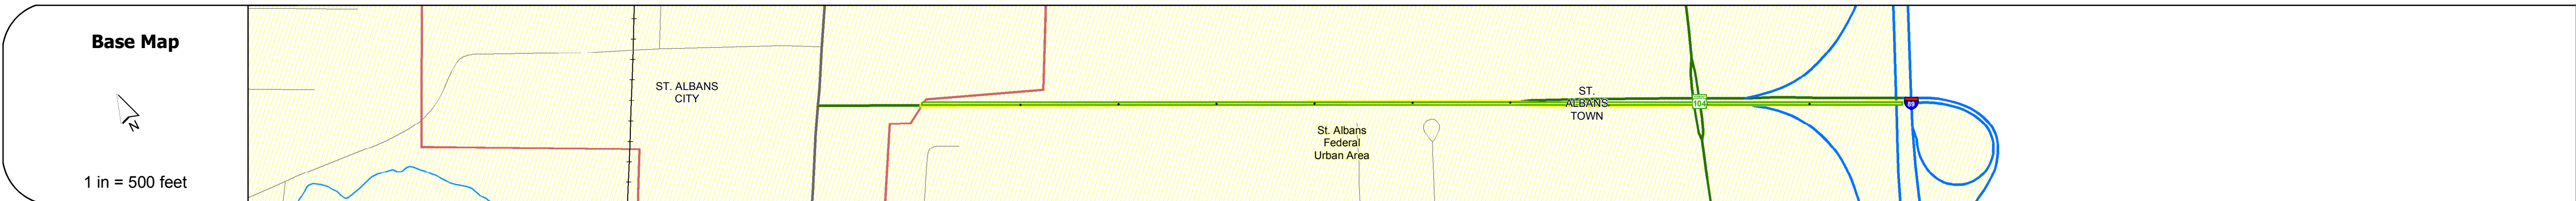 Base Map
N
1 in = 500 feet
ST. ALBANS
CITY
St. Albans
Federal
Urban Area
ST.
ALBANS
TOWN
104
89